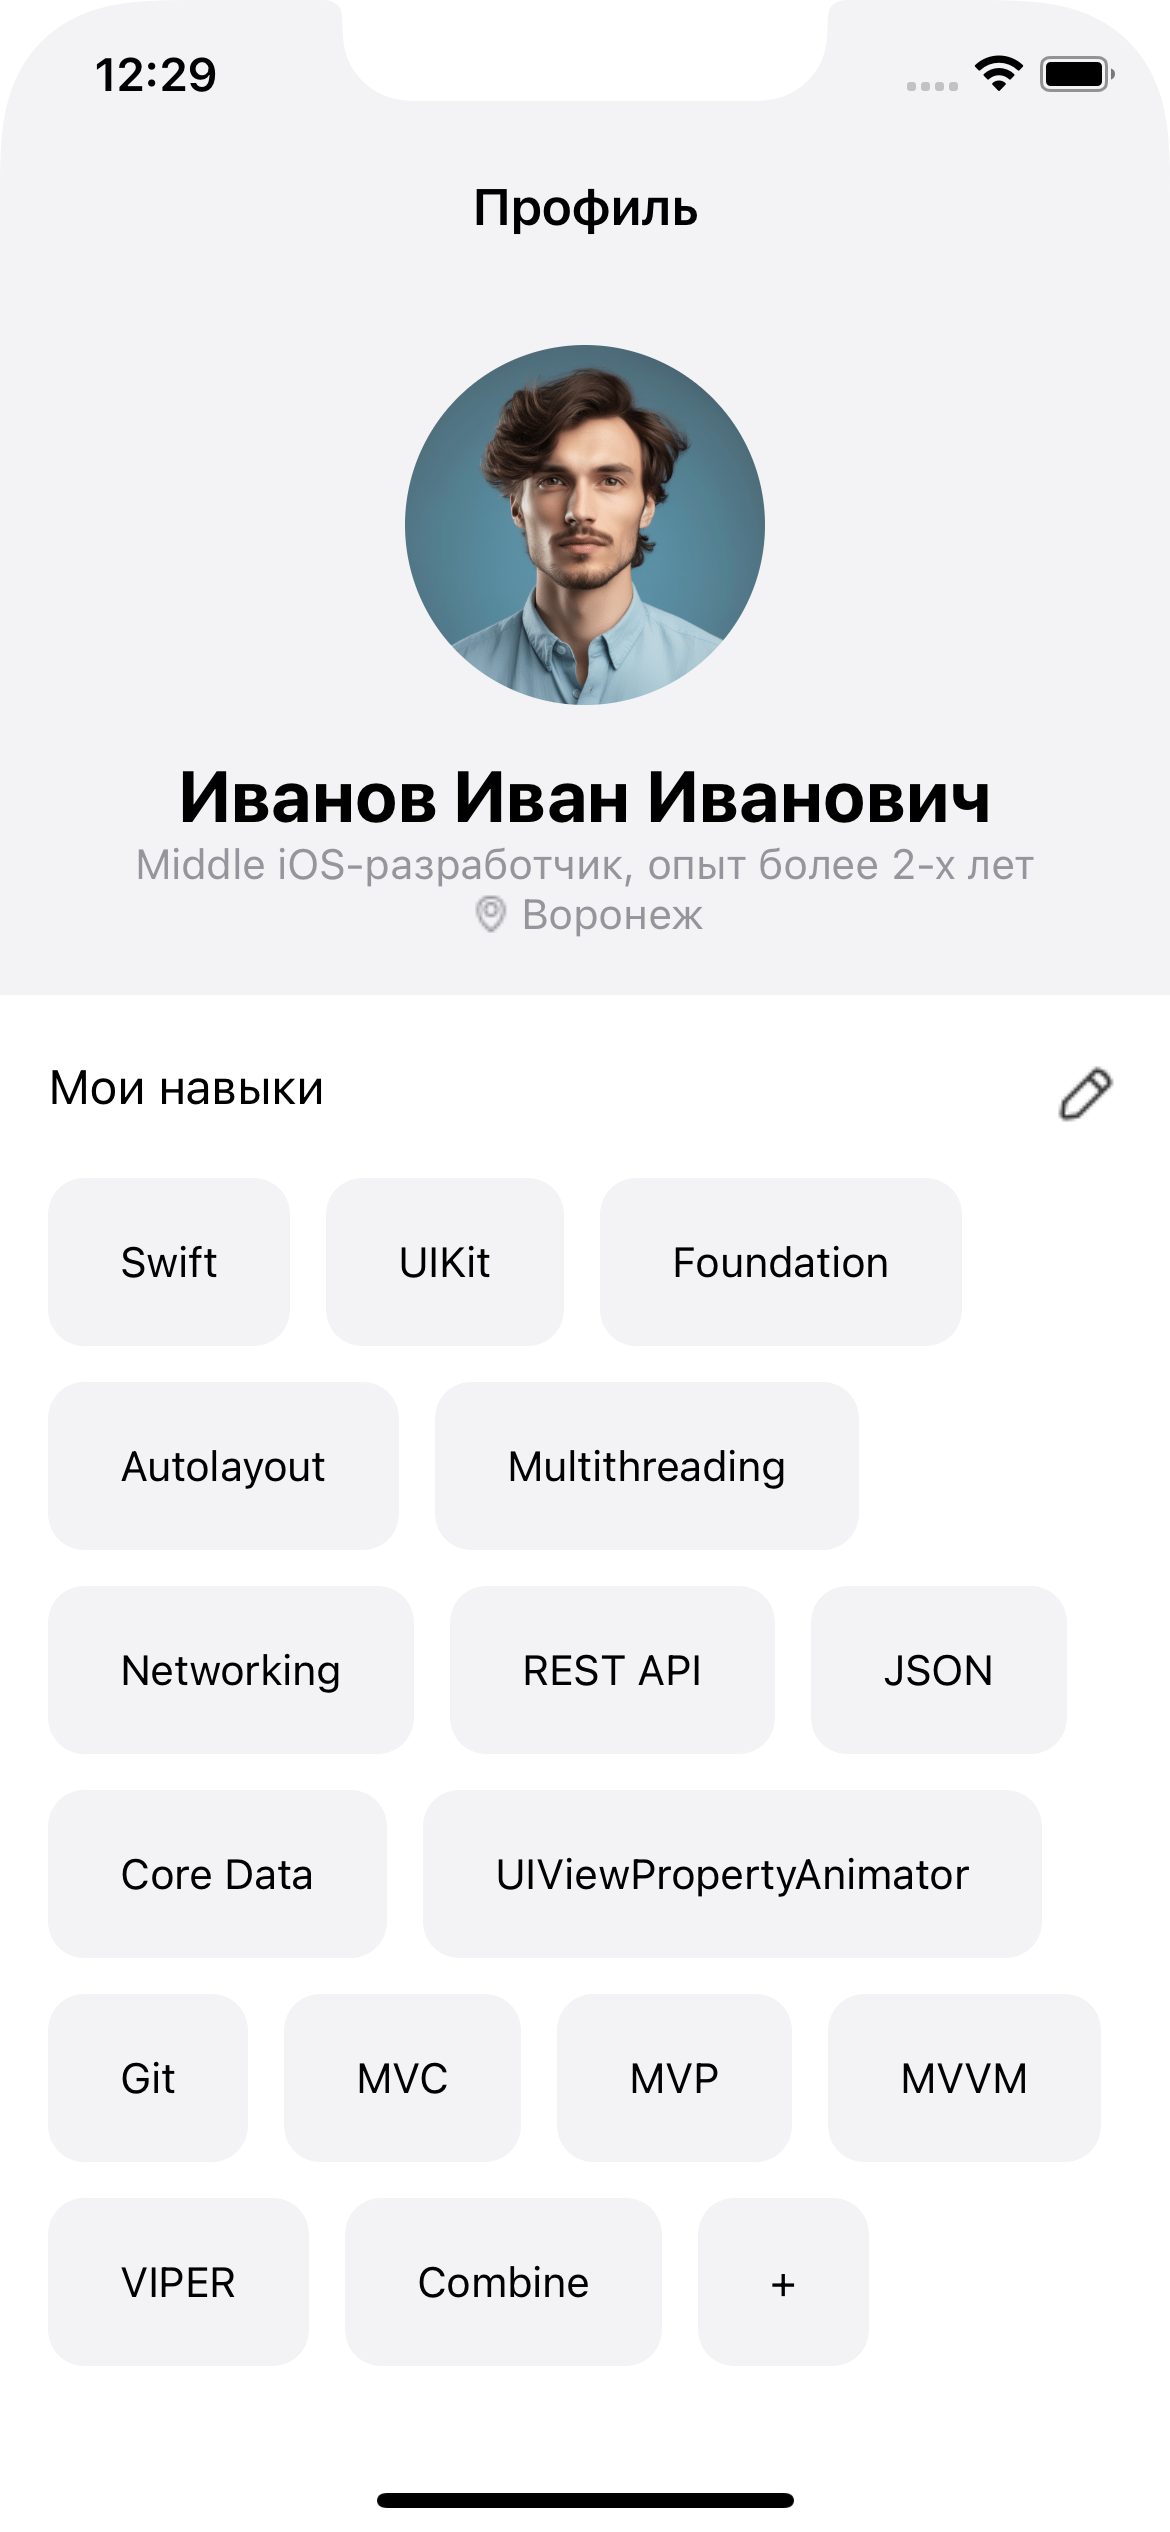 12:29
Профиль
Иванов Иван Иванович
Middle iOS-разработчик, опыт более 2-х лет
Воронеж
Мои навыки
Swift UIKit Foundation
Autolayout Multithreading
Networking REST API JSON
Core Data UIViewPropertyAnimator
Git MVC MVP MVVM
VIPER Combine +